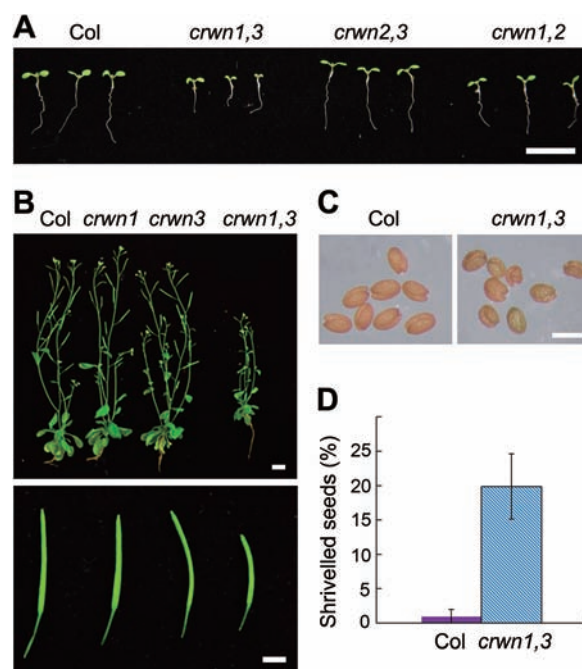 A
Col crwn1,3 crwn2,3 crwn1,2
B
Col crwn1 crwn3 crwn1,3
C
Col crwn1,3
D
Shrivelled seeds (%)
30
25
20
15
10
5
0
Col crwn1,3